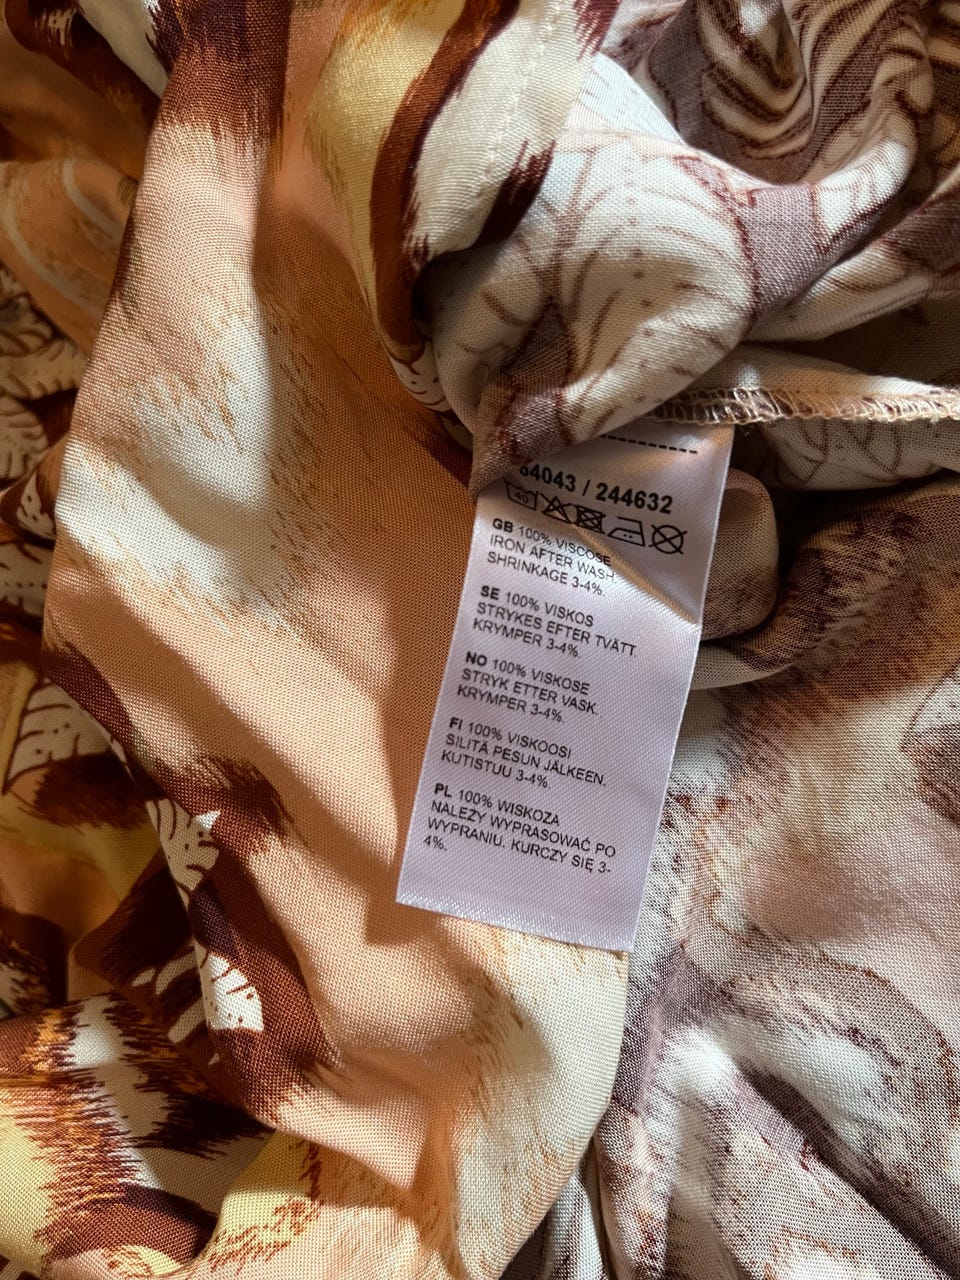 84043 / 244632
40
GB 100% VISCOSE
IRON AFTER WASH
SHRINKAGE 3-4%.
SE 100% VISKOS
STRYKES EFTER TVÄTT.
KRYMPER 3-4%.
NO 100% VISKOSE
STRYK ETTER VASK.
KRYMPER 3-4%.
FI 100% VISKOOSI
SILITÄ PESUN JÄLKEEN.
KUTISTUU 3-4%.
PL 100% WISKOZA
NALEŻY WYPRASOWAĆ PO
WYPRANIU. KURCZY SIĘ 3-
4%.